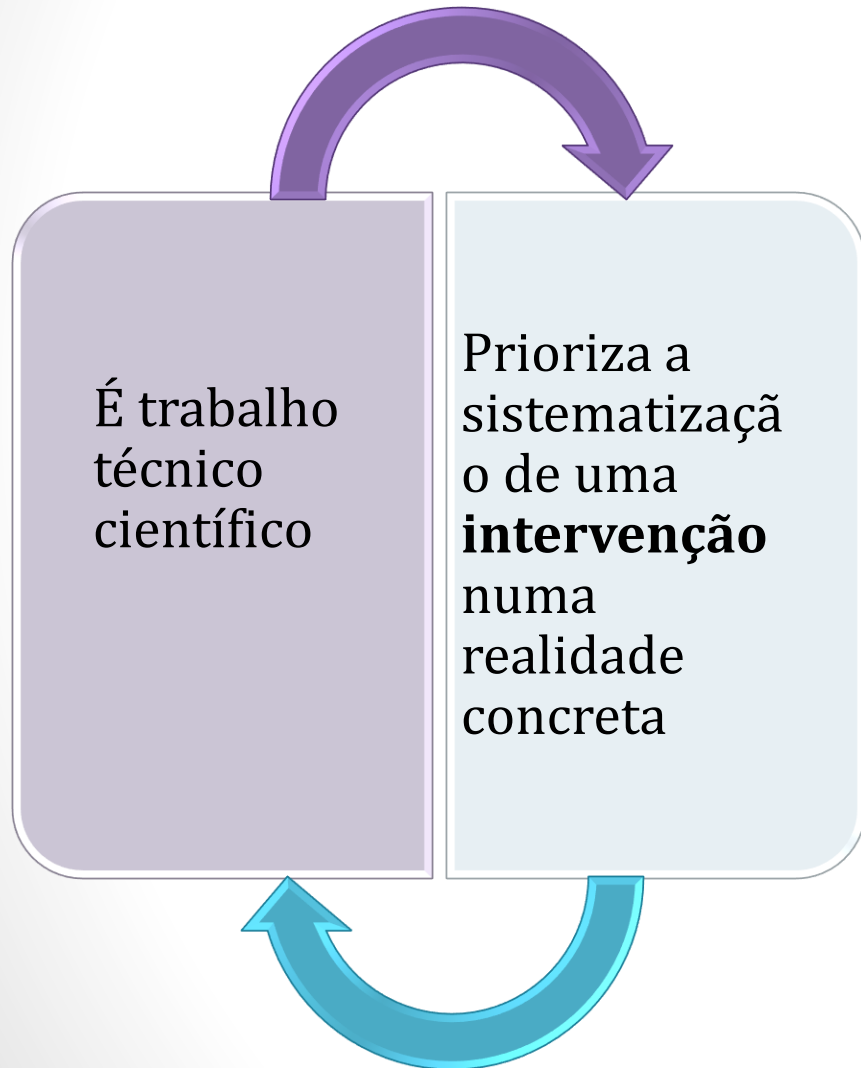 É trabalho
técnico
científico
Prioriza a
sistematizaçã
o de uma
intervenção
numa
realidade
concreta